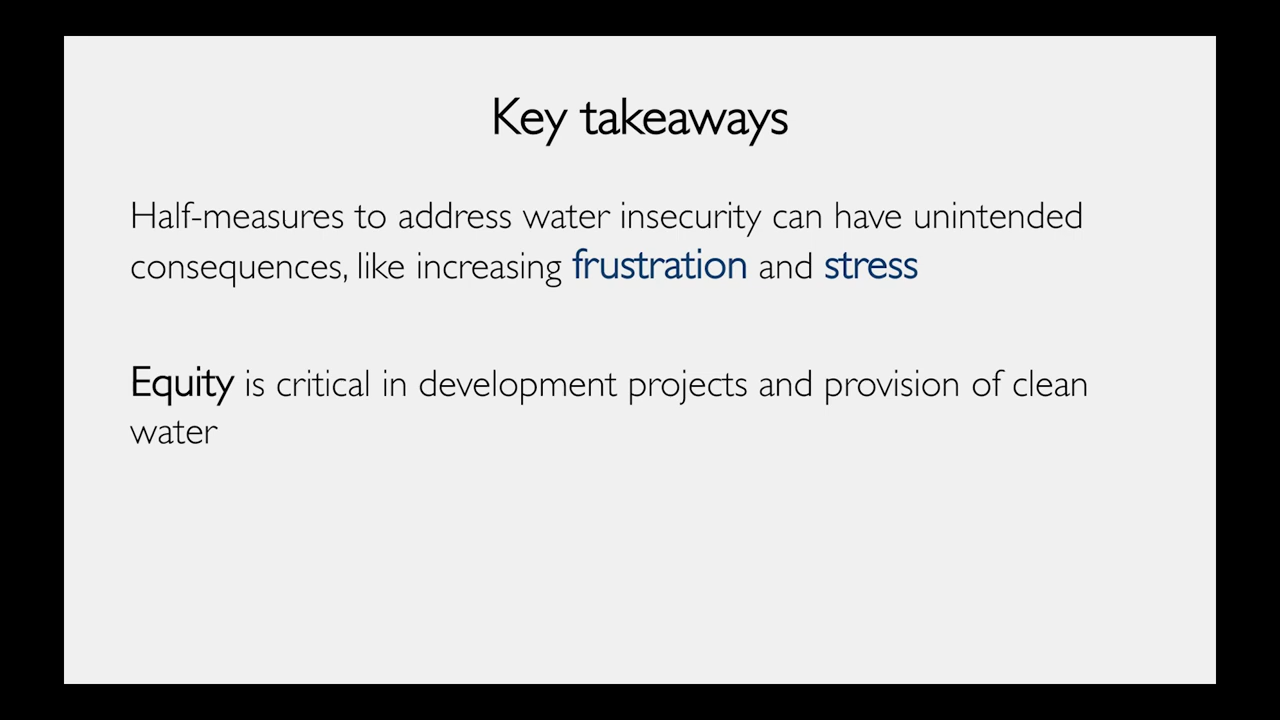 Key takeaways
Half-measures to address water insecurity can have unintended
consequences, like increasing frustration and stress
Equity is critical in development projects and provision of clean
water